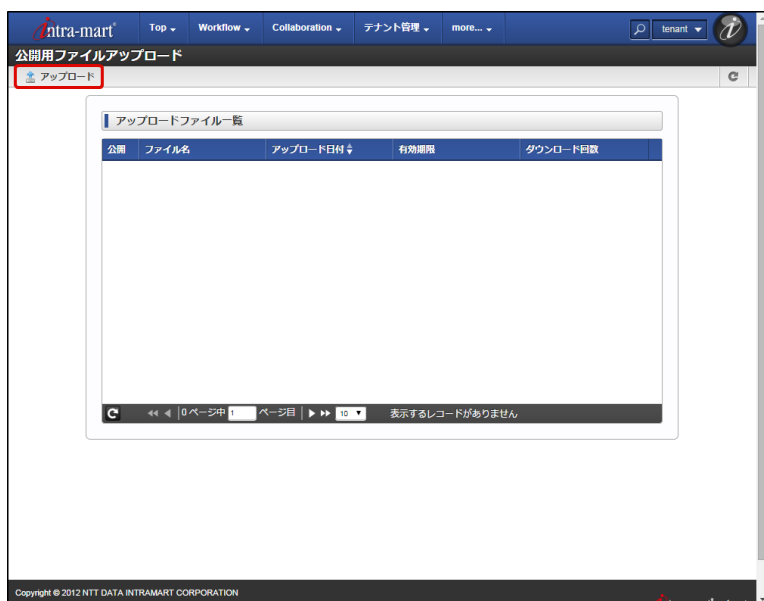 intra-mart Top Workflow Collaboration テナント管理 more... tenant
公開用ファイルアップロード
アップロード
アップロードファイル一覧
公開 ファイル名 アップロード日付 有効期限 ダウンロード回数
0 ページ中 1 ページ目 10 表示するレコードがありません
Copyright © 2012 NTT DATA INTRAMART CORPORATION